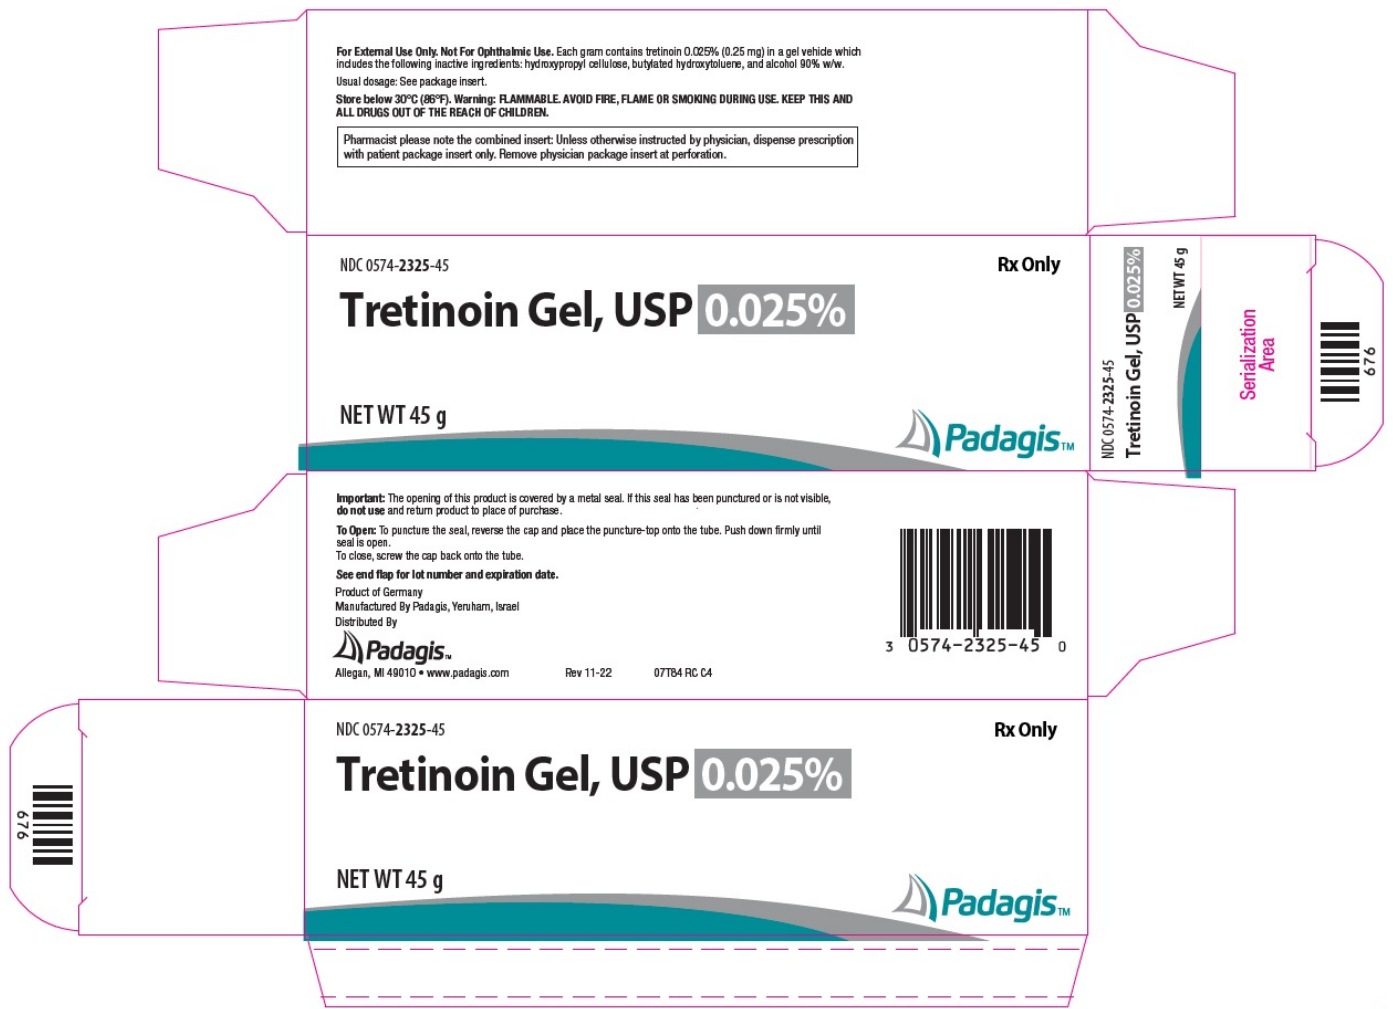 For External Use Only. Not For Ophthalmic Use. Each gram contains tretinoin 0.025% (0.25 mg) in a gel vehicle which
includes the following inactive ingredients: hydroxypropyl cellulose, butylated hydroxytoluene, and alcohol 90% w/w.
Usual dosage: See package insert.
Store below 30°C (86°F). Warning: FLAMMABLE. AVOID FIRE, FLAME OR SMOKING DURING USE. KEEP THIS AND
ALL DRUGS OUT OF THE REACH OF CHILDREN.
Pharmacist please note the combined insert: Unless otherwise instructed by physician, dispense prescription
with patient package insert only. Remove physician package insert at perforation.
NDC 0574-2325-45
Rx Only
Tretinoin Gel, USP 0.025%
NET WT 45 g
Padagis™
NDC 0574-2325-45
Tretinoin Gel, USP 0.025%
NET WT 45 g
Serialization
Area
676
Important: The opening of this product is covered by a metal seal. If this seal has been punctured or is not visible,
do not use and return product to place of purchase.
To Open: To puncture the seal, reverse the cap and place the puncture-top onto the tube. Push down firmly until
seal is open.
To close, screw the cap back onto the tube.
See end flap for lot number and expiration date.
Product of Germany
Manufactured By Padagis, Yeruham, Israel
Distributed By
Padagis™
Allegan, MI 49010 • www.padagis.com Rev 11-22 07T84 RC C4
3 0574-2325-45 0
NDC 0574-2325-45
Rx Only
Tretinoin Gel, USP 0.025%
NET WT 45 g
Padagis™
676